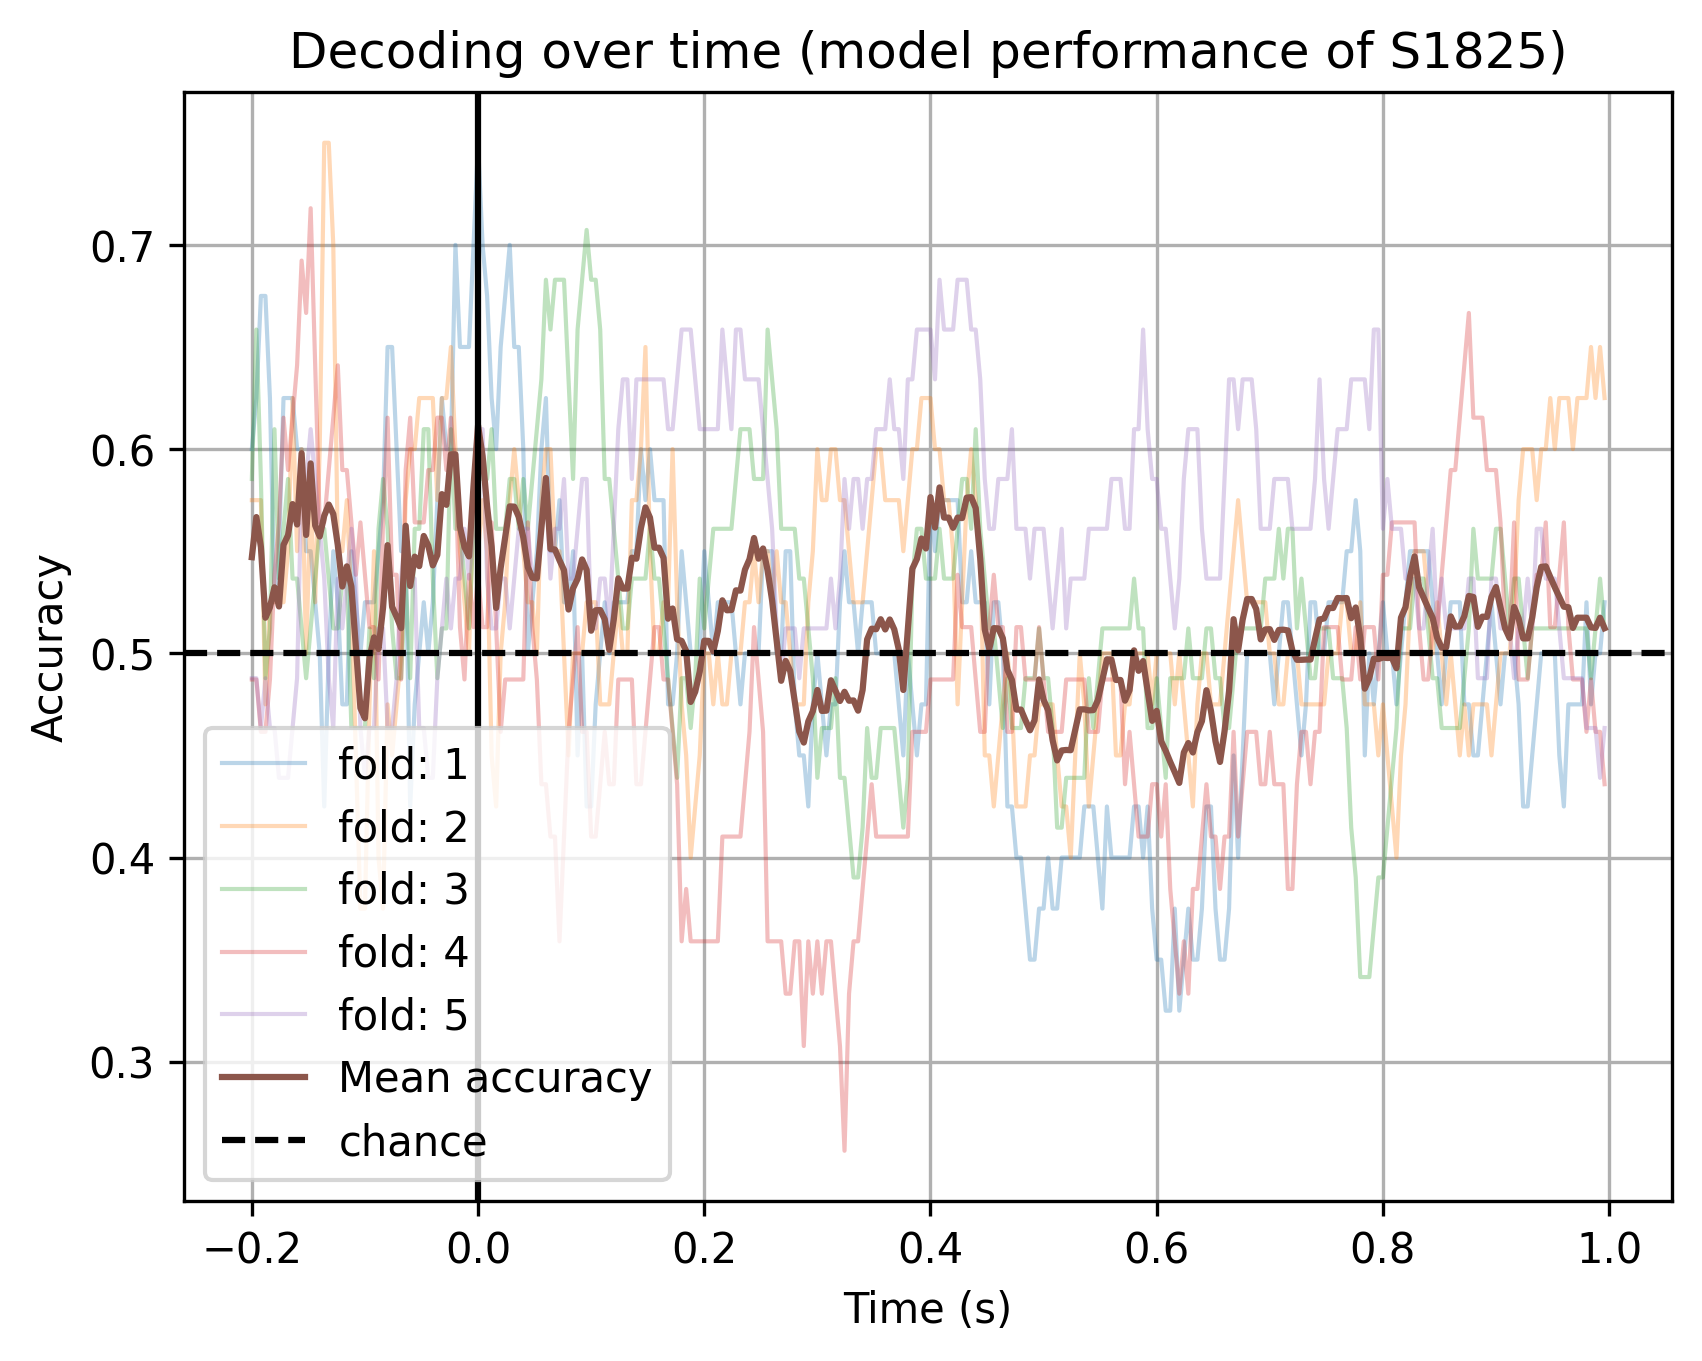 Decoding over time (model performance of S1825)
Accuracy
0.7
0.6
0.5
0.4
0.3
fold: 1
fold: 2
fold: 3
fold: 4
fold: 5
Mean accuracy
chance
−0.2 0.0 0.2 0.4 0.6 0.8 1.0
Time (s)